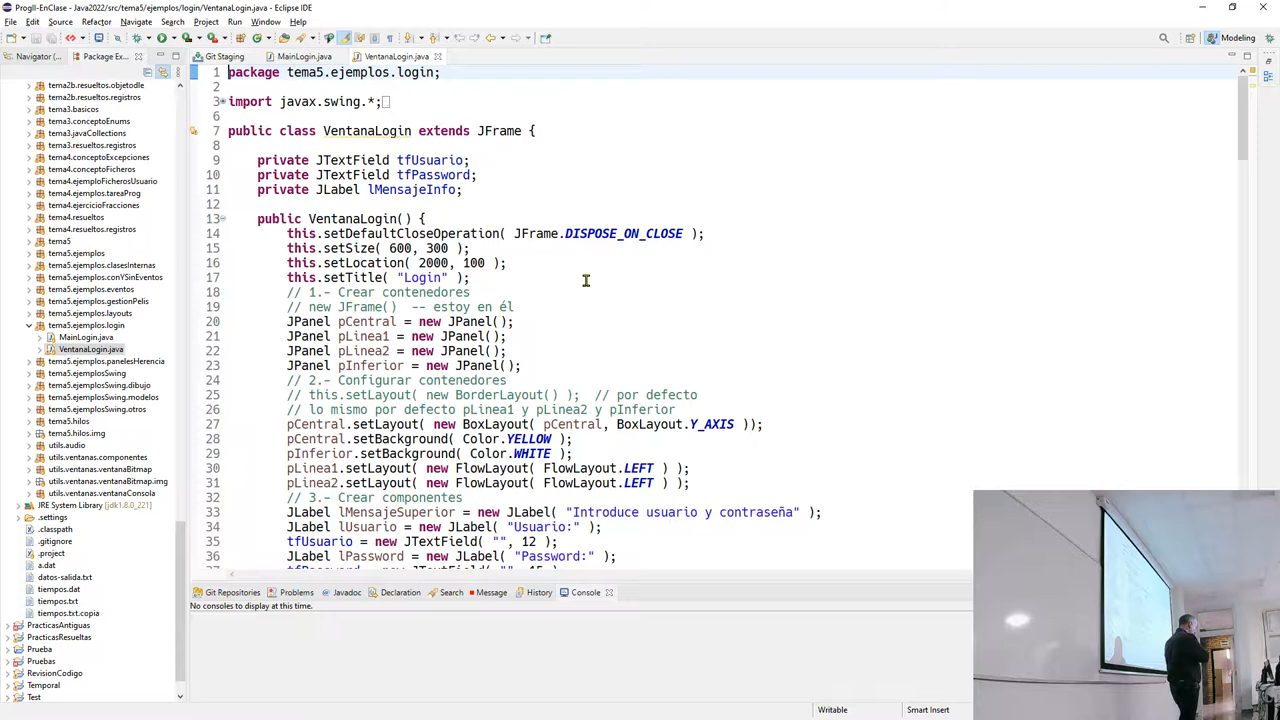 ProgII-EnClase - Java2022/src/tema5/ejemplos/login/VentanaLogin.java - Eclipse IDE
File Edit Source Refactor Navigate Search Project Run Window Help
Modeling
Navigator (...
Package Ex...
Git Staging
MainLogin.java
VentanaLogin.java
tema2b.resueltos.objetodle
tema2b.resueltos.registros
tema3.basicos
tema3.conceptoEnums
tema3.javaCollections
tema3.resueltos.registros
tema4.conceptoExcepciones
tema4.conceptoFicheros
tema4.ejemploFicherosUsuario
tema4.ejemplos.tareaProg
tema4.ejercicioFracciones
tema4.resueltos
tema4.resueltos.registros
tema5
tema5.ejemplos
tema5.ejemplos.clasesInternas
tema5.ejemplos.conYSinEventos
tema5.ejemplos.eventos
tema5.ejemplos.gestionPelis
tema5.ejemplos.layouts
tema5.ejemplos.login
MainLogin.java
VentanaLogin.java
tema5.ejemplos.panelesHerencia
tema5.ejemplosSwing
tema5.ejemplosSwing.dibujo
tema5.ejemplosSwing.modelos
tema5.ejemplosSwing.otros
tema5.hilos
tema5.hilos.img
utils.audio
utils.ventanas.componentes
utils.ventanas.ventanaBitmap
utils.ventanas.ventanaBitmap.img
utils.ventanas.ventanaConsola
JRE System Library [jdk1.8.0_221]
.settings
.classpath
.gitignore
.project
a.dat
datos-salida.txt
tiempos.dat
tiempos.txt
tiempos.txt.copia
PracticasAntiguas
PracticasResueltas
Prueba
Pruebas
RevisionCodigo
Temporal
Test
1 package tema5.ejemplos.login;
2
3 import javax.swing.*;
6
7 public class VentanaLogin extends JFrame {
8
9 private JTextField tfUsuario;
10 private JTextField tfPassword;
11 private JLabel lMensajeInfo;
12
13 public VentanaLogin() {
14 this.setDefaultCloseOperation( JFrame.DISPOSE_ON_CLOSE );
15 this.setSize( 600, 300 );
16 this.setLocation( 2000, 100 );
17 this.setTitle( "Login" );
18 // 1.- Crear contenedores
19 // new JFrame() -- estoy en él
20 JPanel pCentral = new JPanel();
21 JPanel pLinea1 = new JPanel();
22 JPanel pLinea2 = new JPanel();
23 JPanel pInferior = new JPanel();
24 // 2.- Configurar contenedores
25 // this.setLayout( new BorderLayout() ); // por defecto
26 // lo mismo por defecto pLinea1 y pLinea2 y pInferior
27 pCentral.setLayout( new BoxLayout( pCentral, BoxLayout.Y_AXIS ));
28 pCentral.setBackground( Color.YELLOW );
29 pInferior.setBackground( Color.WHITE );
30 pLinea1.setLayout( new FlowLayout( FlowLayout.LEFT ) );
31 pLinea2.setLayout( new FlowLayout( FlowLayout.LEFT ) );
32 // 3.- Crear componentes
33 JLabel lMensajeSuperior = new JLabel( "Introduce usuario y contraseña" );
34 JLabel lUsuario = new JLabel( "Usuario:" );
35 tfUsuario = new JTextField( "", 12 );
36 JLabel lPassword = new JLabel( "Password:" );
37 tfPassword = new JTextField( "", 15 );
Git Repositories Problems Javadoc Declaration Search Message History Console
No consoles to display at this time.
Writable Smart Insert